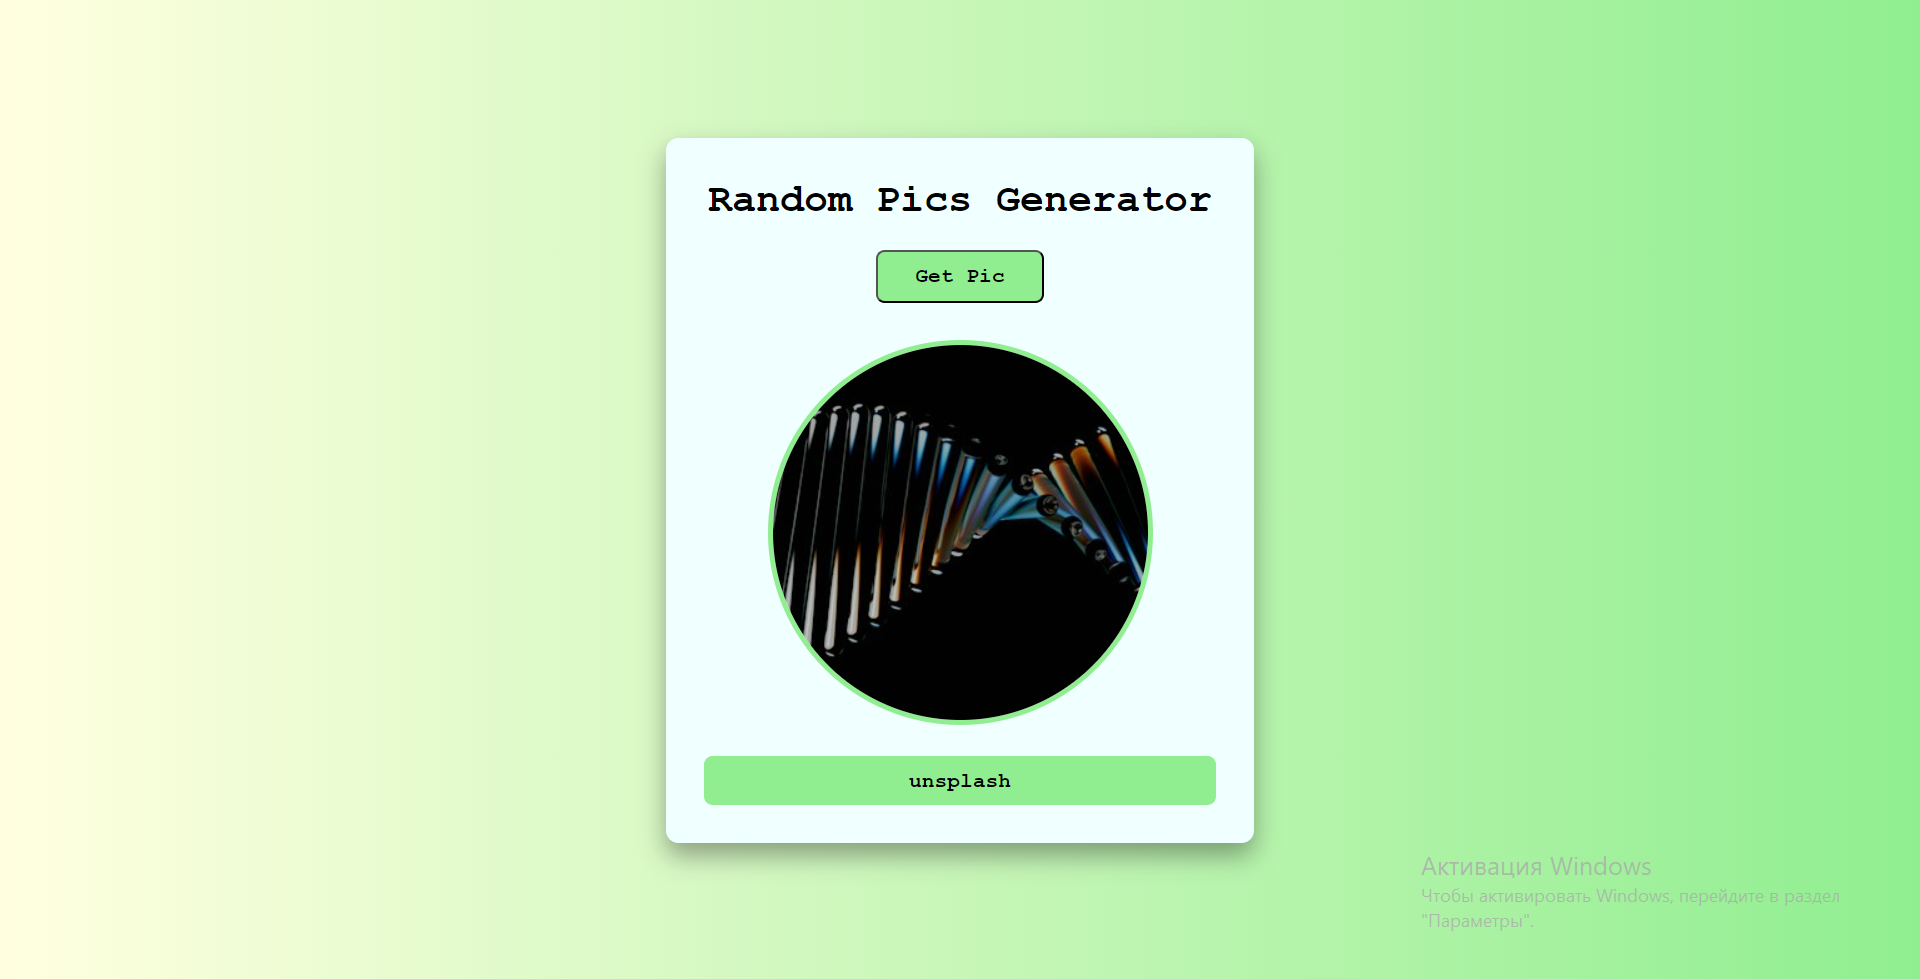 Random Pics Generator
Get Pic
unsplash
Активация Windows
Чтобы активировать Windows, перейдите в раздел
"Параметры".